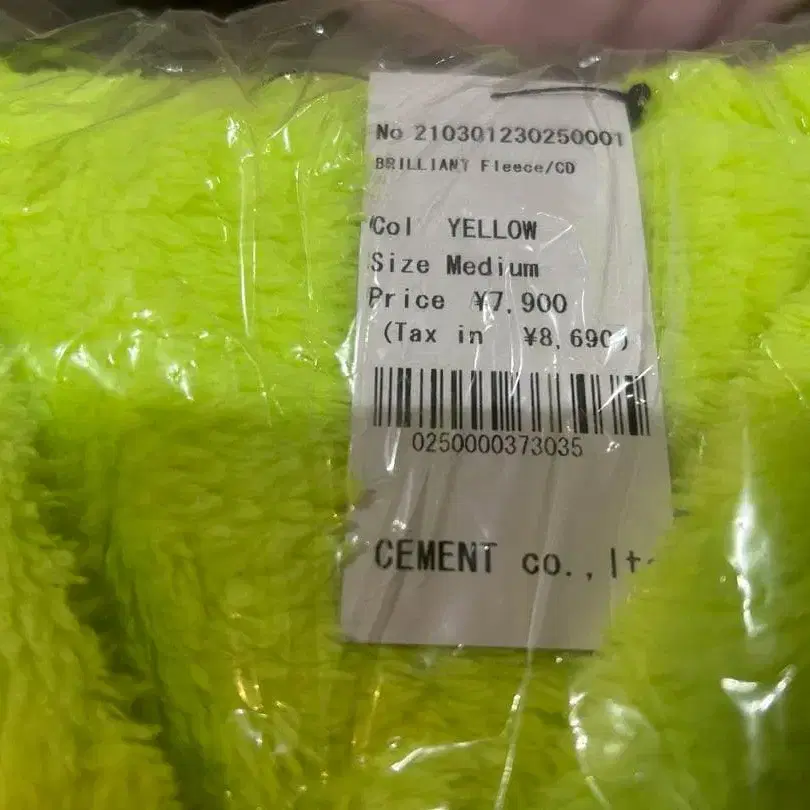 No 210301230250001
BRILLIANT Fleece/CD
Col YELLOW
Size Medium
Price ¥7,900
(Tax in ¥8,690)
0250000373035
CEMENT co.,lt